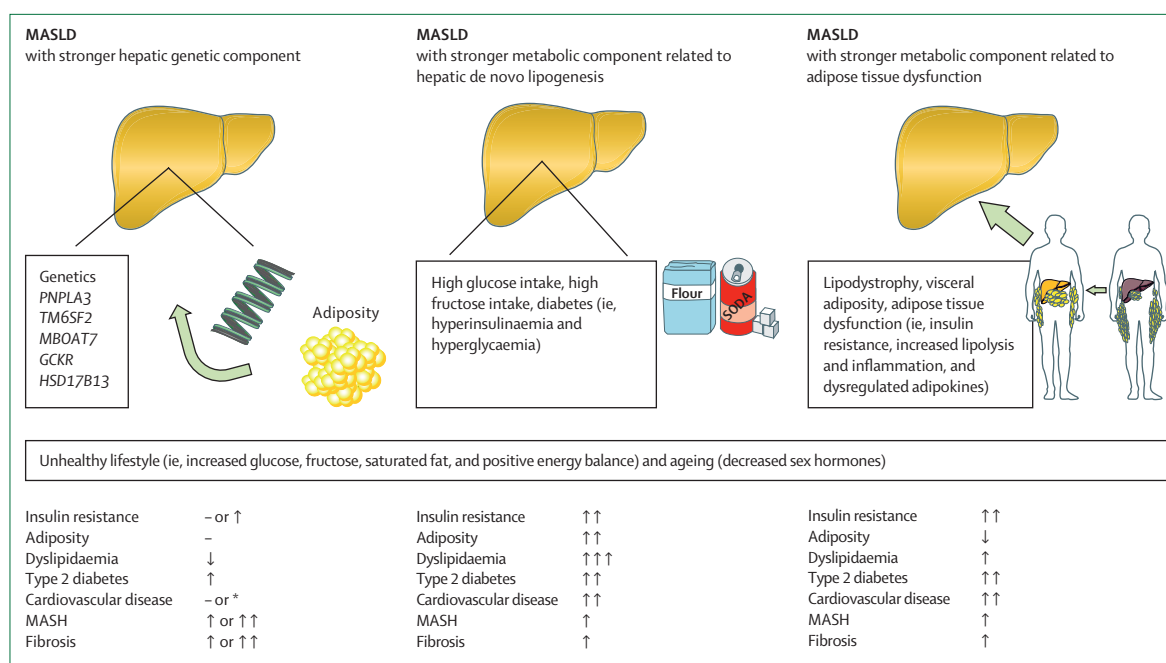 MASLD
with stronger hepatic genetic component
Genetics
PNPLA3
TM6SF2
MBOAT7
GCKR
HSD17B13
Adiposity
MASLD
with stronger metabolic component related to
hepatic de novo lipogenesis
High glucose intake, high
fructose intake, diabetes (ie,
hyperinsulinaemia and
hyperglycaemia)
Flour
SODA
MASLD
with stronger metabolic component related to
adipose tissue dysfunction
Lipodystrophy, visceral
adiposity, adipose tissue
dysfunction (ie, insulin
resistance, increased lipolysis
and inflammation, and
dysregulated adipokines)
Unhealthy lifestyle (ie, increased glucose, fructose, saturated fat, and positive energy balance) and ageing (decreased sex hormones)
Insulin resistance – or ↑
Adiposity –
Dyslipidaemia ↓
Type 2 diabetes ↑
Cardiovascular disease – or *
MASH ↑ or ↑↑
Fibrosis ↑ or ↑↑
Insulin resistance ↑↑
Adiposity ↑↑
Dyslipidaemia ↑↑↑
Type 2 diabetes ↑↑
Cardiovascular disease ↑↑
MASH ↑
Fibrosis ↑
Insulin resistance ↑↑
Adiposity ↓
Dyslipidaemia ↑
Type 2 diabetes ↑↑
Cardiovascular disease ↑↑
MASH ↑
Fibrosis ↑